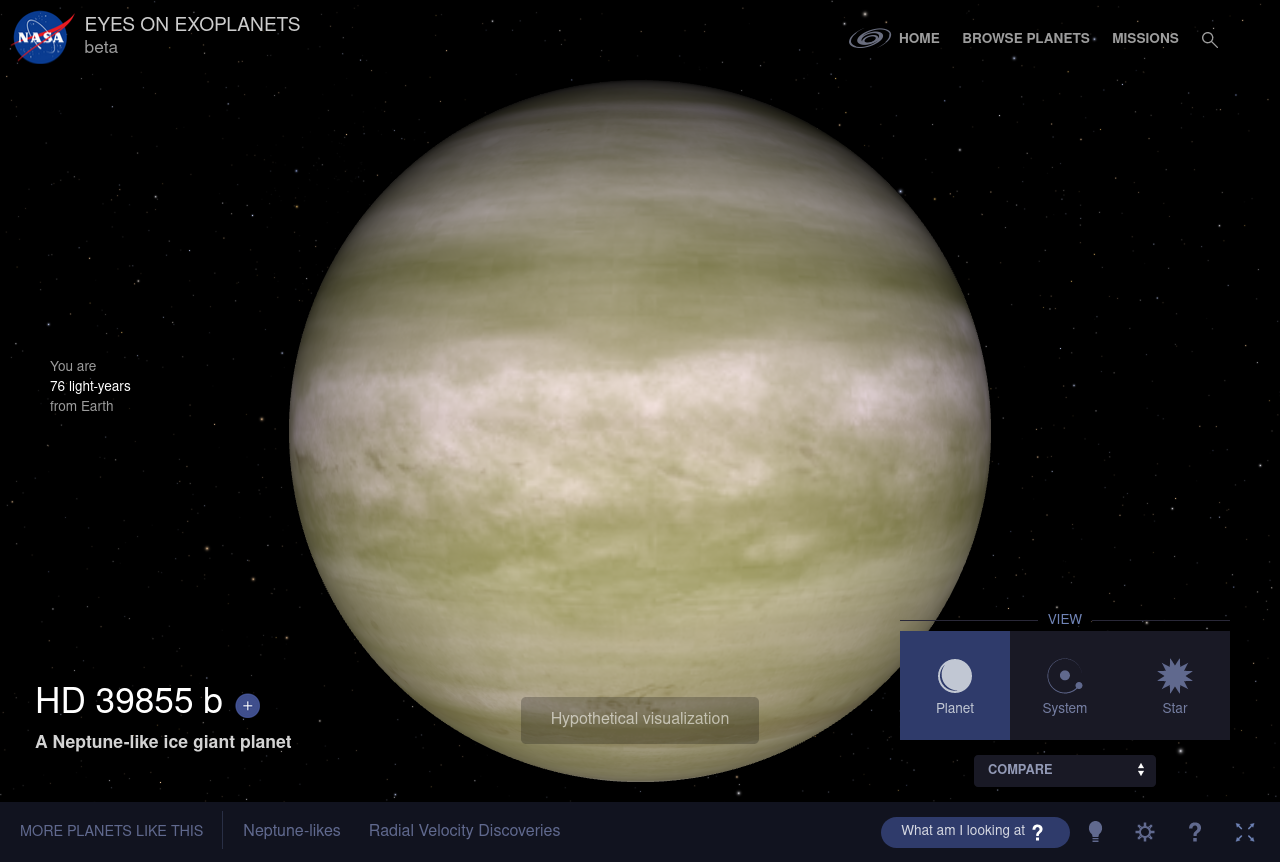 NASA
EYES ON EXOPLANETS
beta
HOME
BROWSE PLANETS
MISSIONS
You are
76 light-years
from Earth
HD 39855 b +
A Neptune-like ice giant planet
Hypothetical visualization
VIEW
Planet
System
Star
COMPARE
MORE PLANETS LIKE THIS
Neptune-likes
Radial Velocity Discoveries
What am I looking at ?
?